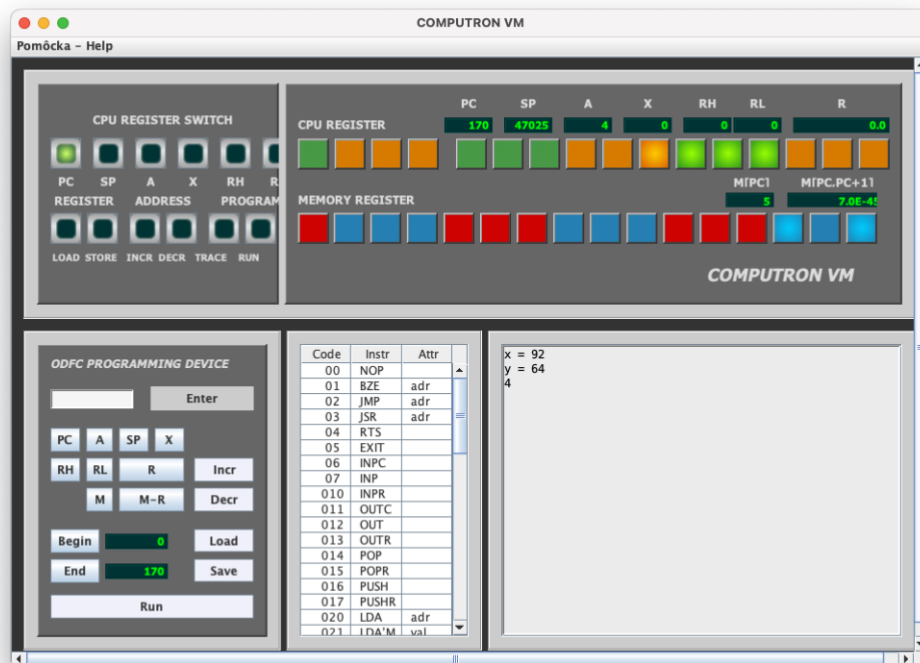 COMPUTRON VM
Pomôcka - Help
CPU REGISTER SWITCH
PC SP A X RH R
REGISTER ADDRESS PROGRAM
LOAD STORE INCR DECR TRACE RUN
PC SP A X RH RL R
CPU REGISTER 170 47025 4 0 0 0 0.0
M[PC] M[PC.PC+1]
MEMORY REGISTER 5 7.0E-45
COMPUTRON VM
ODFC PROGRAMMING DEVICE
Enter
PC A SP X
RH RL R Incr
M M-R Decr
Begin 0 Load
End 170 Save
Run
Code Instr Attr
00 NOP
01 BZE adr
02 JMP adr
03 JSR adr
04 RTS
05 EXIT
06 INPC
07 INP
010 INPR
011 OUTC
012 OUT
013 OUTR
014 POP
015 POPR
016 PUSH
017 PUSHR
020 LDA adr
021 LDA'M val
x = 92
y = 64
4